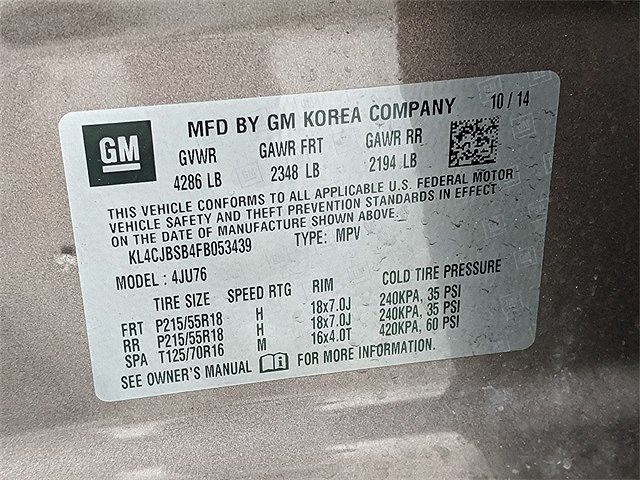 GM
MFD BY GM KOREA COMPANY 10 / 14
GVWR GAWR FRT GAWR RR
4286 LB 2348 LB 2194 LB
THIS VEHICLE CONFORMS TO ALL APPLICABLE U.S. FEDERAL MOTOR
VEHICLE SAFETY AND THEFT PREVENTION STANDARDS IN EFFECT
ON THE DATE OF MANUFACTURE SHOWN ABOVE.
KL4CJBSB4FB053439 TYPE: MPV
MODEL : 4JU76
TIRE SIZE SPEED RTG RIM COLD TIRE PRESSURE
FRT P215/55R18 H 18x7.0J 240KPA, 35 PSI
RR P215/55R18 H 18x7.0J 240KPA, 35 PSI
SPA T125/70R16 M 16x4.0T 420KPA, 60 PSI
SEE OWNER'S MANUAL FOR MORE INFORMATION.